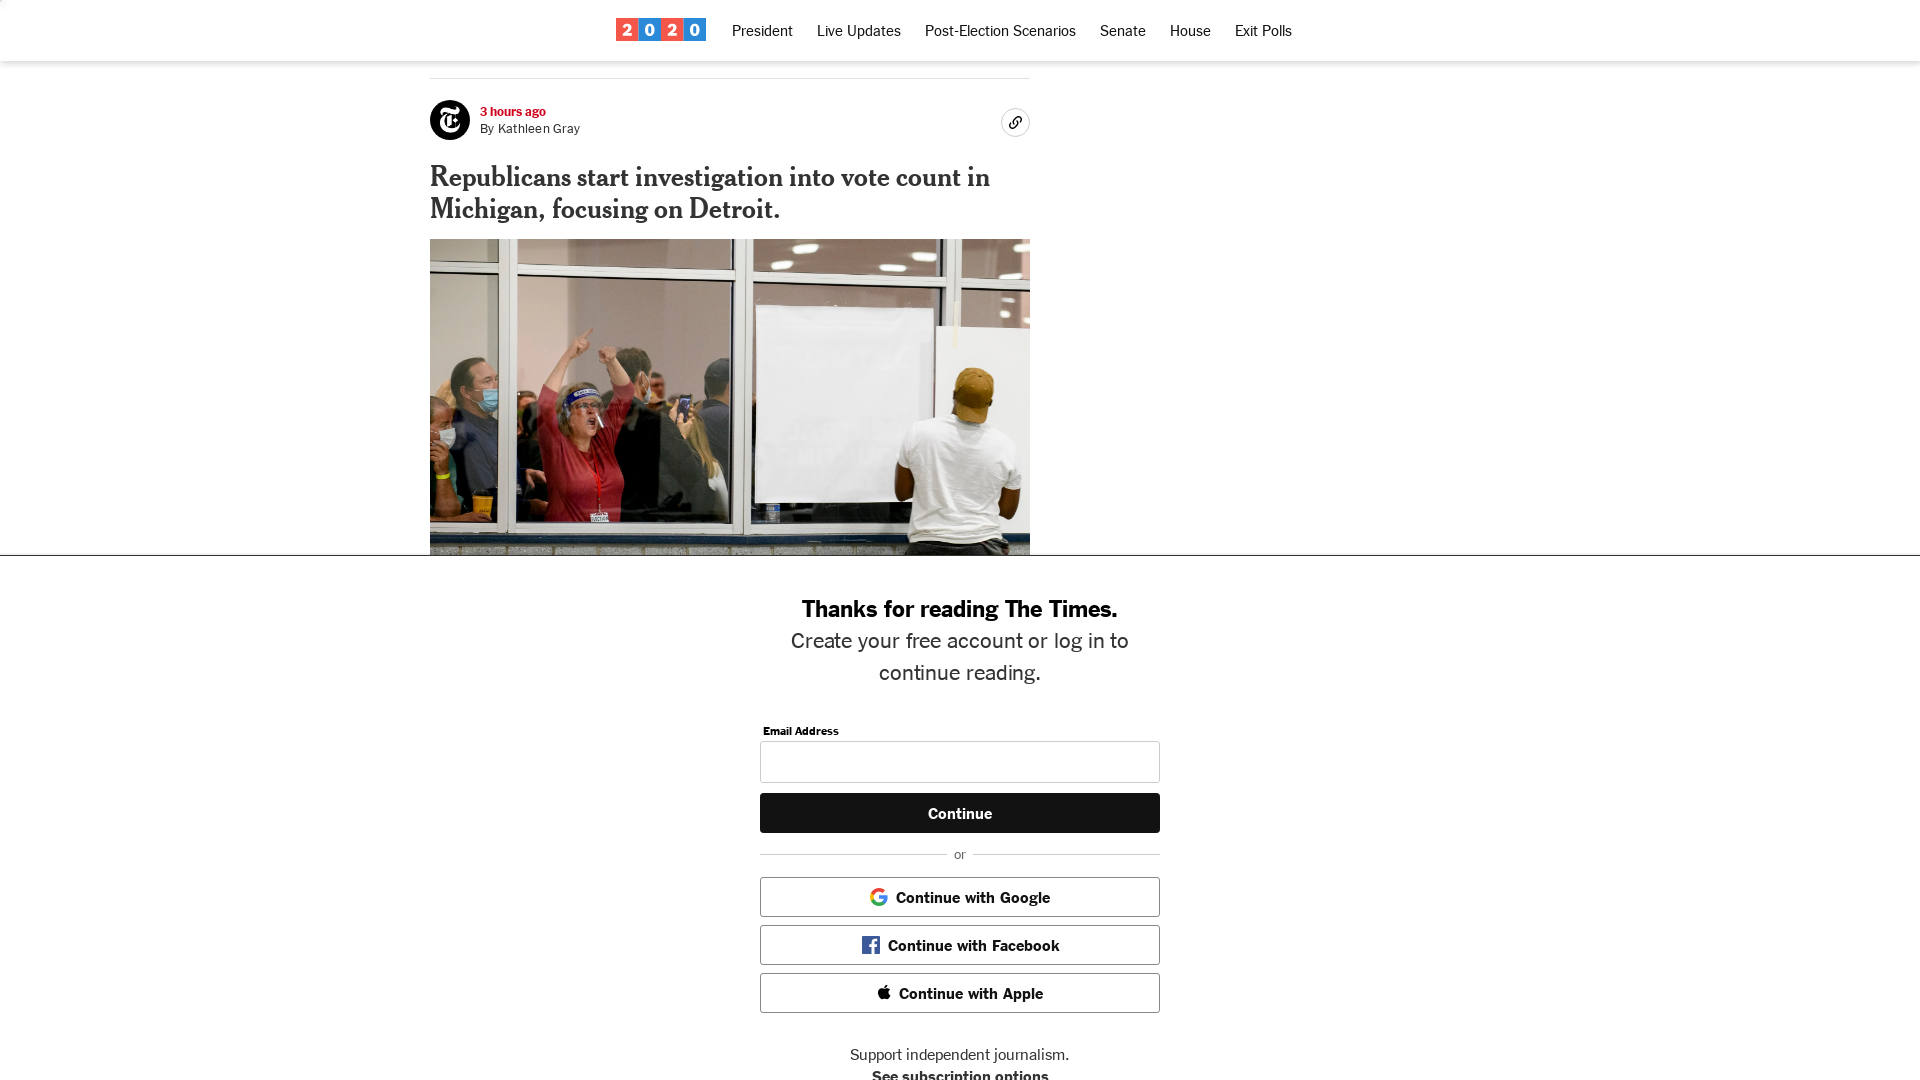 2020 President Live Updates Post-Election Scenarios Senate House Exit Polls
3 hours ago
By Kathleen Gray
Republicans start investigation into vote count in
Michigan, focusing on Detroit.
Thanks for reading The Times.
Create your free account or log in to
continue reading.
Email Address
Continue
or
Continue with Google
Continue with Facebook
Continue with Apple
Support independent journalism.
See subscription options